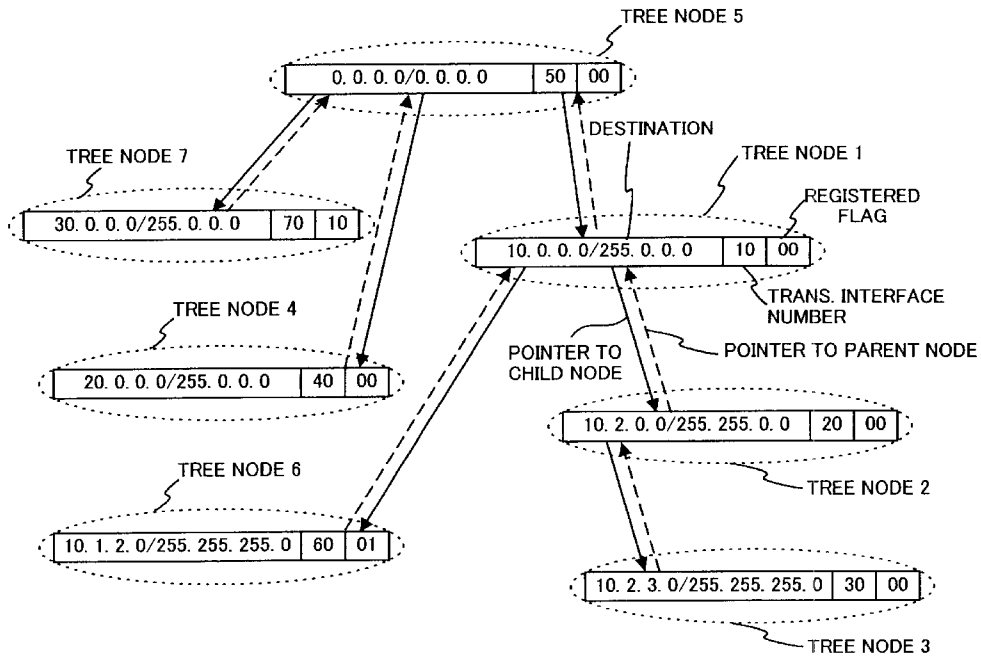 TREE NODE 5
0.0.0.0/0.0.0.0 50 00
DESTINATION
TREE NODE 7
TREE NODE 1
30.0.0.0/255.0.0.0 70 10
REGISTERED
FLAG
10.0.0.0/255.0.0.0 10 00
TRANS. INTERFACE
NUMBER
TREE NODE 4
POINTER TO
CHILD NODE
POINTER TO PARENT NODE
20.0.0.0/255.0.0.0 40 00
10.2.0.0/255.255.0.0 20 00
TREE NODE 6
TREE NODE 2
10.1.2.0/255.255.255.0 60 01
10.2.3.0/255.255.255.0 30 00
TREE NODE 3